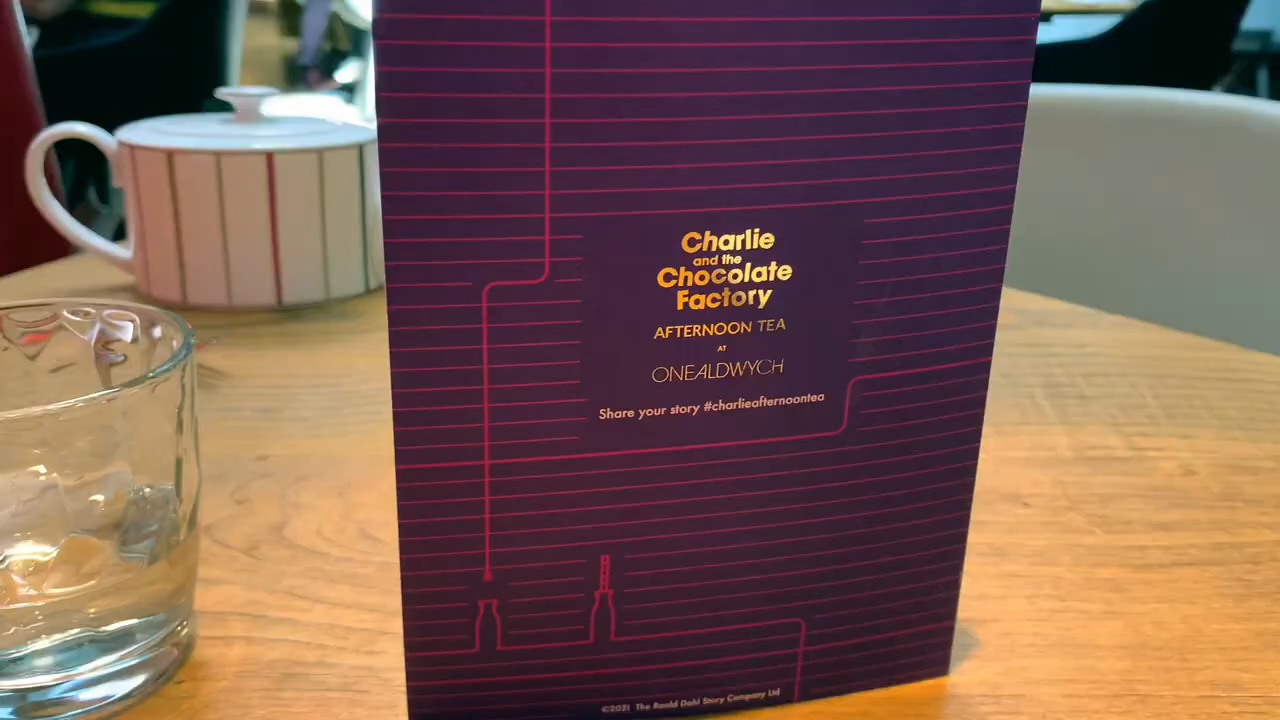 Charlie
and the
Chocolate
Factory
AFTERNOON TEA
AT
ONEALDWYCH
Share your story #charlieafternoontea
©2021 The Roald Dahl Story Company Ltd